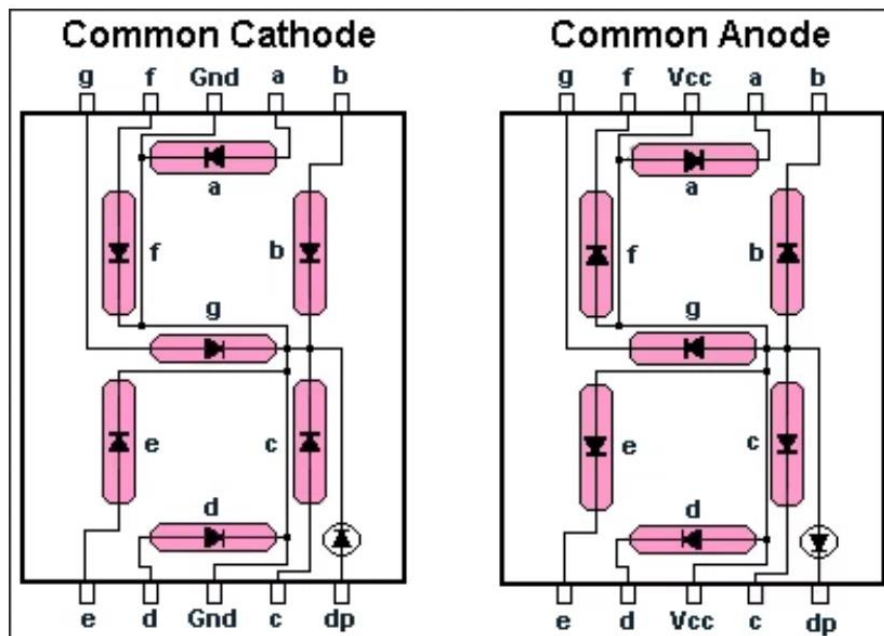 Common Cathode Common Anode
g f Gnd a b g f Vcc a b
a a
f b f b
g g
e c e c
d d
e d Gnd c dp e d Vcc c dp